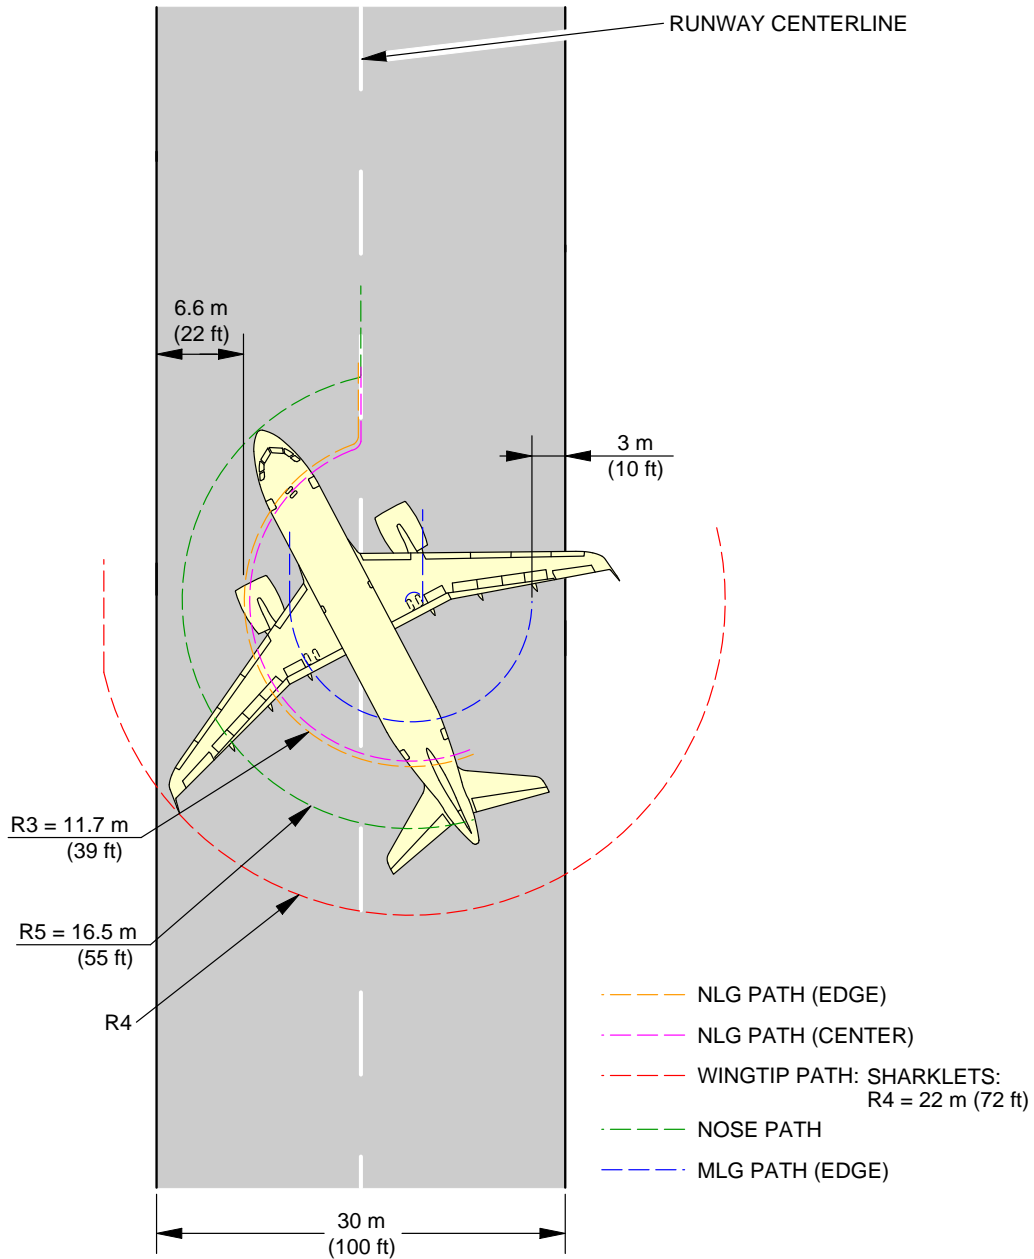 RUNWAY CENTERLINE
6.6 m
(22 ft)
3 m
(10 ft)
R3 = 11.7 m
(39 ft)
R5 = 16.5 m
(55 ft)
R4
NLG PATH (EDGE)
NLG PATH (CENTER)
WINGTIP PATH: SHARKLETS:
R4 = 22 m (72 ft)
NOSE PATH
MLG PATH (EDGE)
30 m
(100 ft)